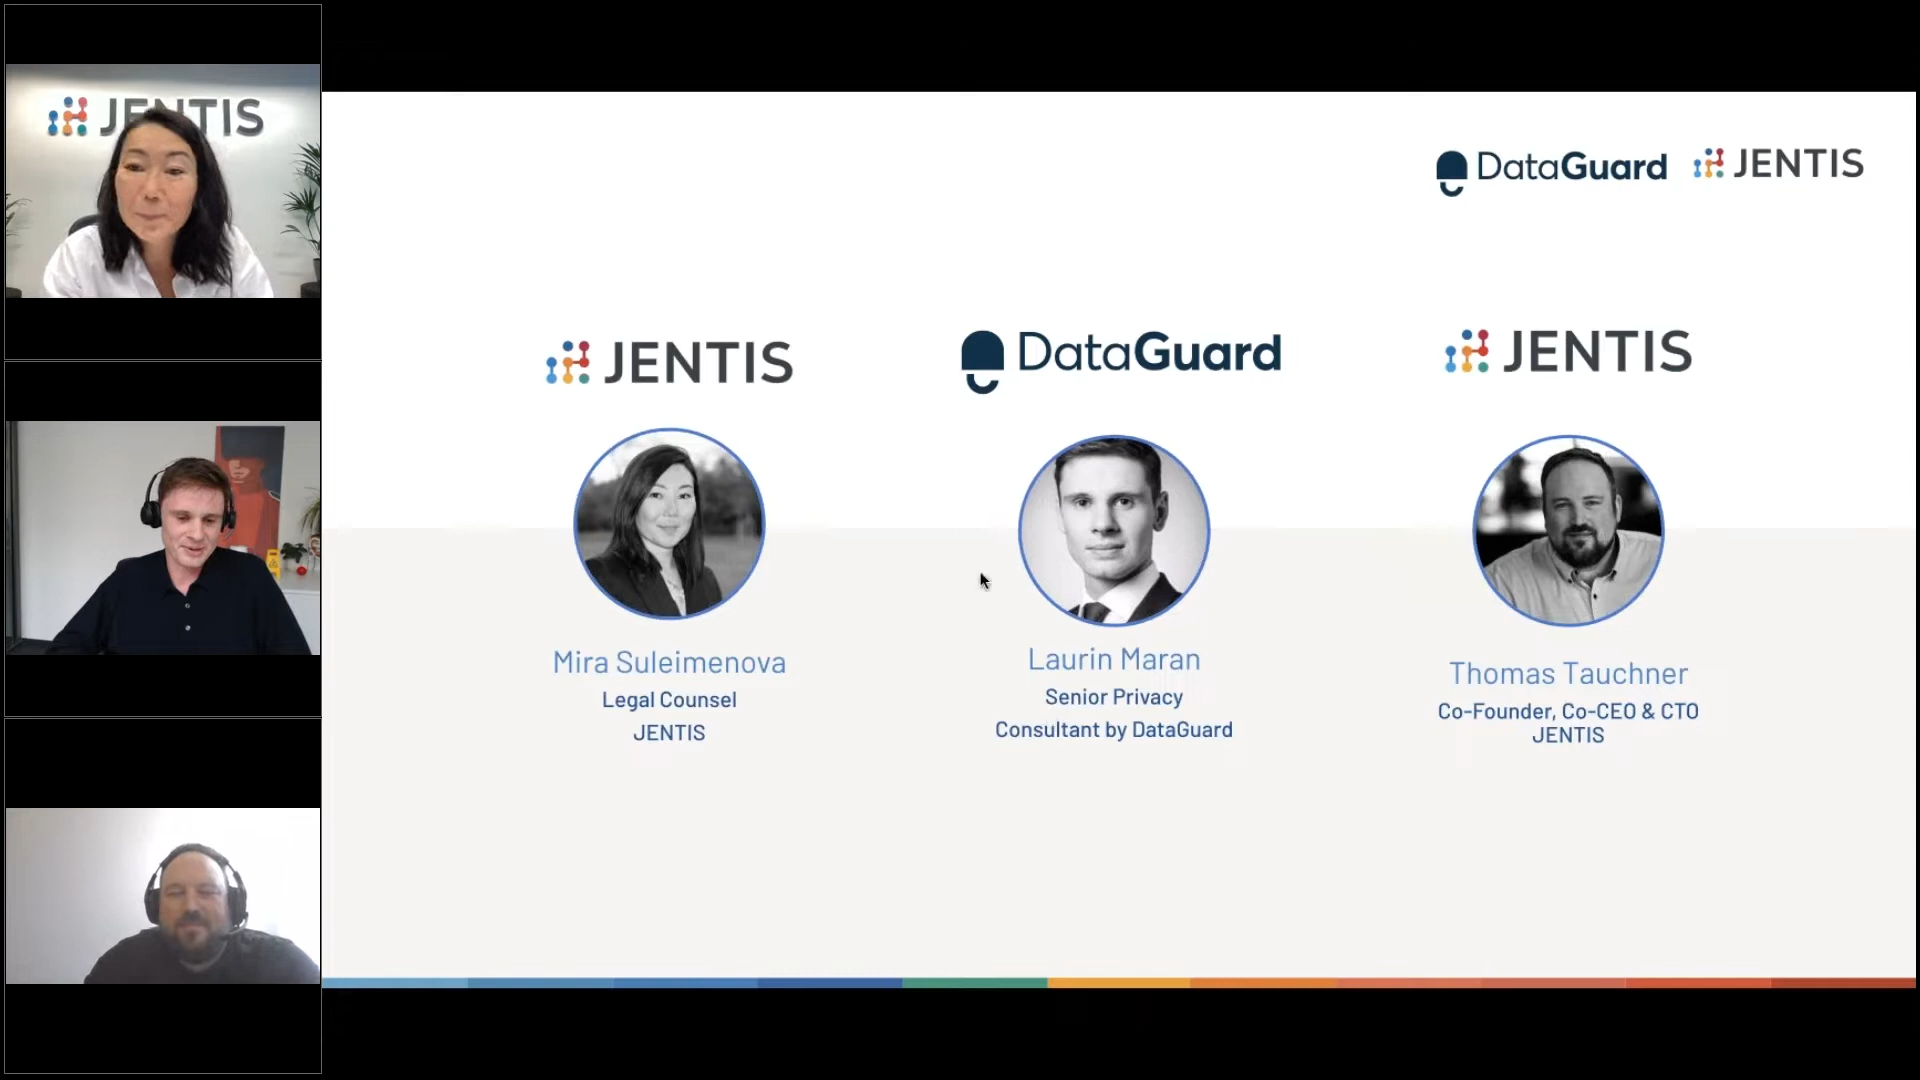 JENTIS
DataGuard JENTIS
JENTIS
DataGuard
JENTIS
Mira Suleimenova
Legal Counsel
JENTIS
Laurin Maran
Senior Privacy
Consultant by DataGuard
Thomas Tauchner
Co-Founder, Co-CEO & CTO
JENTIS